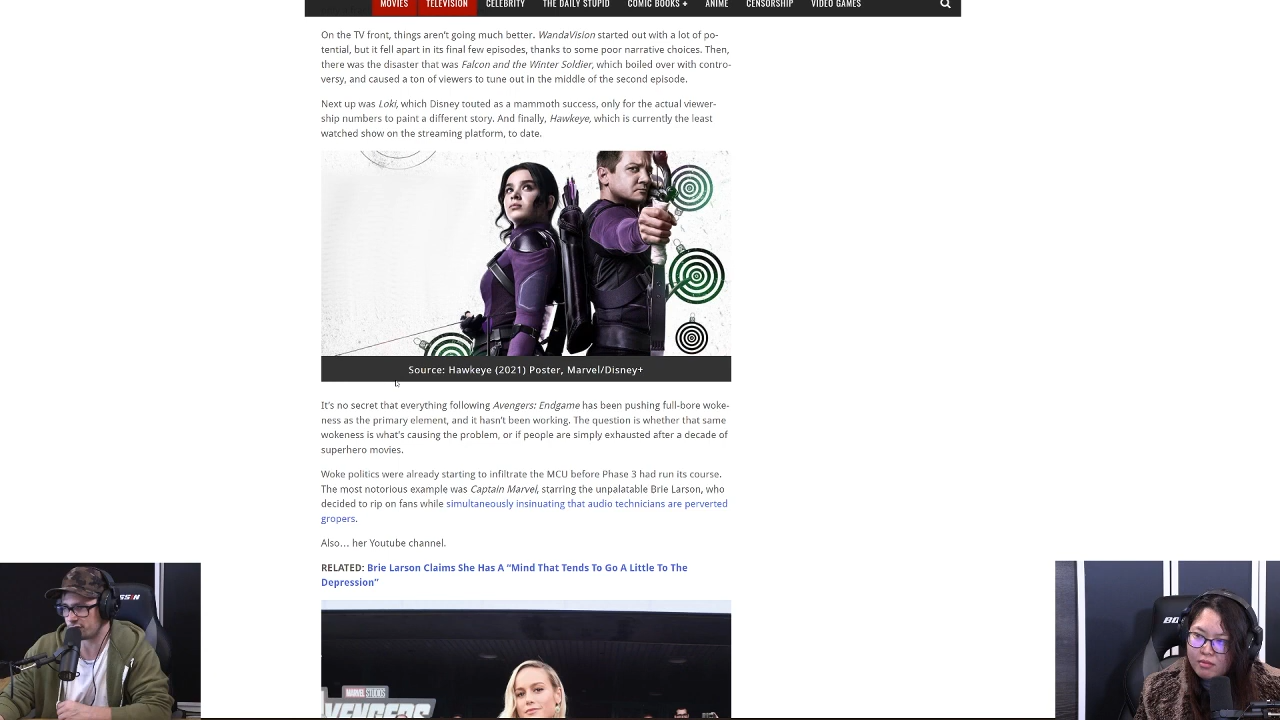 MOVIES TELEVISION CELEBRITY THE DAILY STUPID COMIC BOOKS + ANIME CENSORSHIP VIDEO GAMES
On the TV front, things aren't going much better. WandaVision started out with a lot of po-
tential, but it fell apart in its final few episodes, thanks to some poor narrative choices. Then,
there was the disaster that was Falcon and the Winter Soldier, which boiled over with contro-
versy, and caused a ton of viewers to tune out in the middle of the second episode.
Next up was Loki, which Disney touted as a mammoth success, only for the actual viewer-
ship numbers to paint a different story. And finally, Hawkeye, which is currently the least
watched show on the streaming platform, to date.
Source: Hawkeye (2021) Poster, Marvel/Disney+
It's no secret that everything following Avengers: Endgame has been pushing full-bore woke-
ness as the primary element, and it hasn't been working. The question is whether that same
wokeness is what's causing the problem, or if people are simply exhausted after a decade of
superhero movies.
Woke politics were already starting to infiltrate the MCU before Phase 3 had run its course.
The most notorious example was Captain Marvel, starring the unpalatable Brie Larson, who
decided to rip on fans while simultaneously insinuating that audio technicians are perverted
gropers.
Also... her Youtube channel.
RELATED: Brie Larson Claims She Has A "Mind That Tends To Go A Little To The
Depression"
MARVEL STUDIOS
AVENGERS